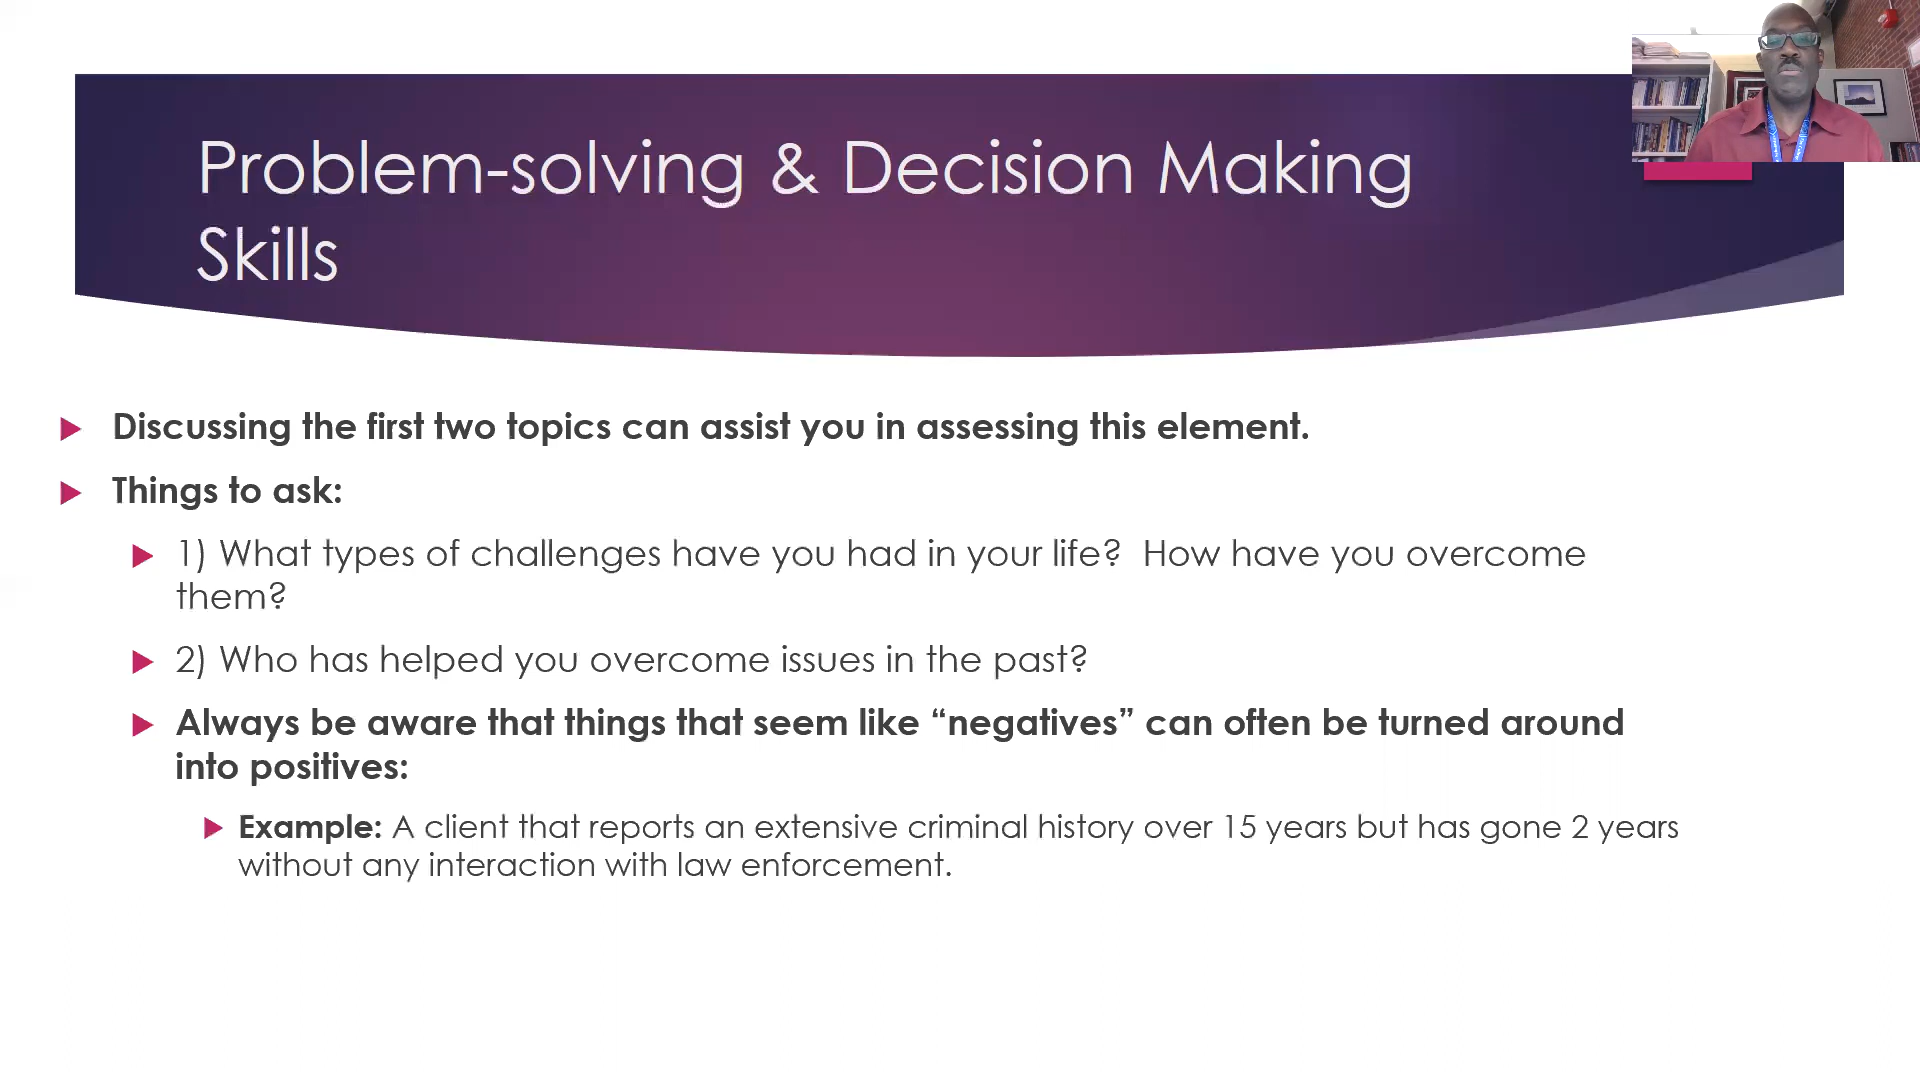 Problem-solving & Decision Making
Skills
Discussing the first two topics can assist you in assessing this element.
Things to ask:
1) What types of challenges have you had in your life?  How have you overcome
them?
2) Who has helped you overcome issues in the past?
Always be aware that things that seem like “negatives” can often be turned around
into positives:
Example: A client that reports an extensive criminal history over 15 years but has gone 2 years
without any interaction with law enforcement.